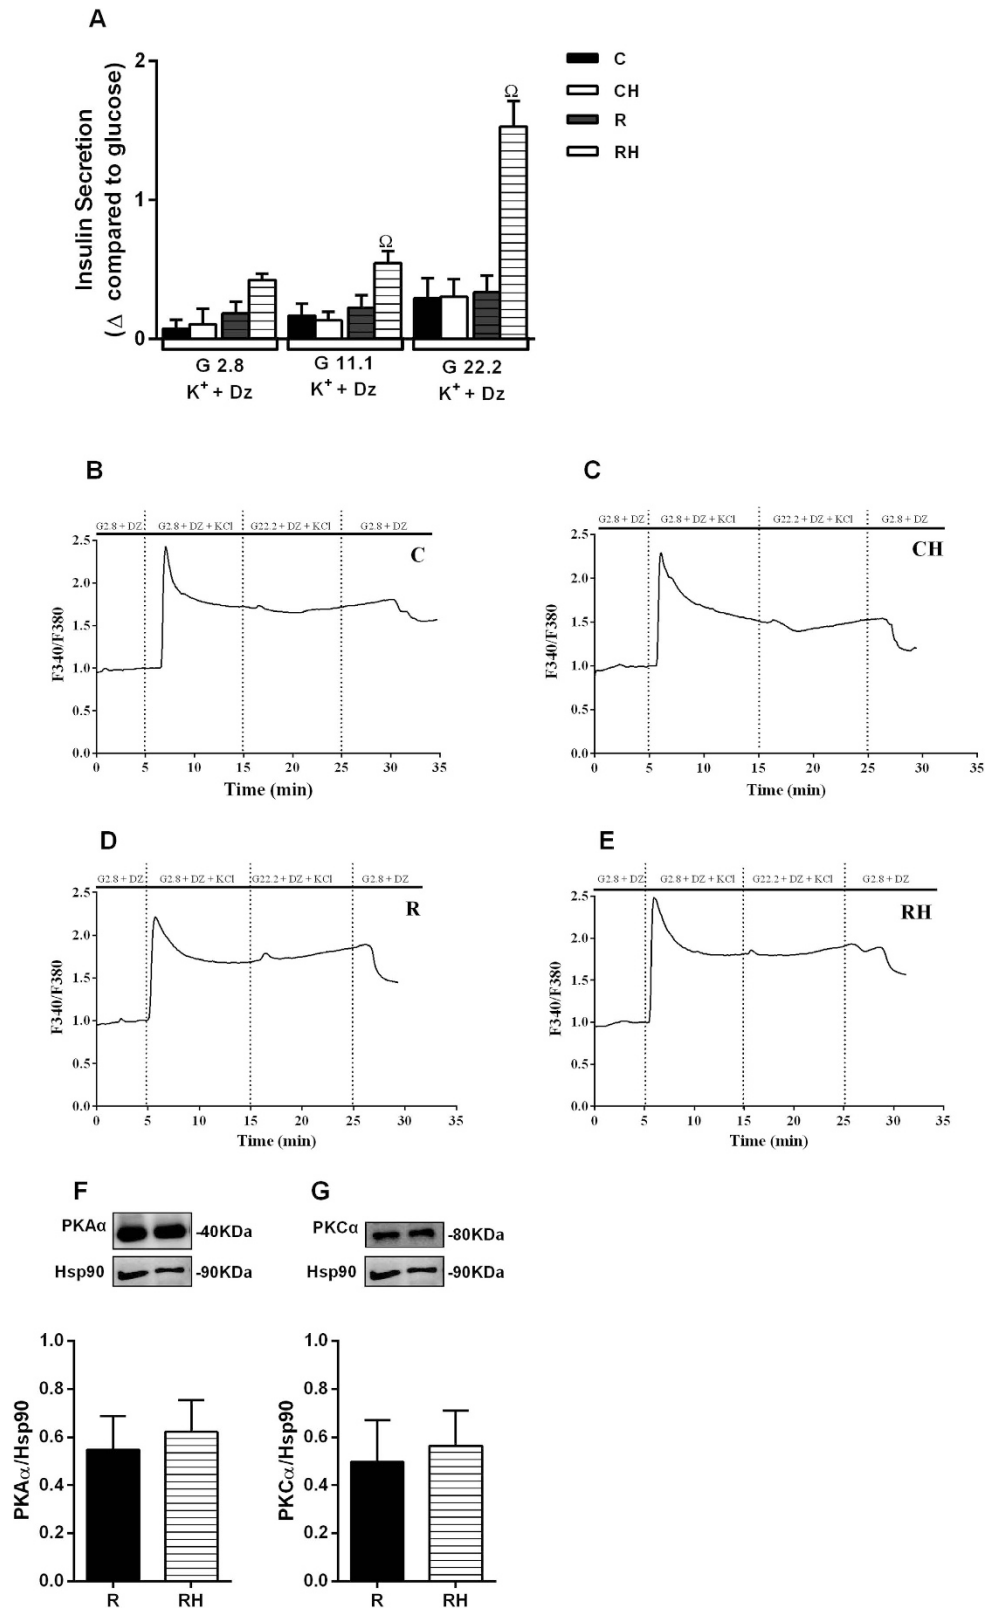 A
Insulin Secretion
(Δ compared to glucose)
2
1
0
Ω
Ω
C
CH
R
RH
G 2.8
K+ + Dz
G 11.1
K+ + Dz
G 22.2
K+ + Dz
B
G2.8 + DZ G2.8 + DZ + KCl G22.2 + DZ + KCl G2.8 + DZ
C
F340/F380
2.5
2.0
1.5
1.0
0.5
0.0
0 5 10 15 20 25 30 35
Time (min)
C
G2.8 + DZ G2.8 + DZ + KCl G22.2 + DZ + KCl G2.8 + DZ
CH
F340/F380
2.5
2.0
1.5
1.0
0.5
0.0
0 5 10 15 20 25 30 35
Time (min)
D
G2.8 + DZ G2.8 + DZ + KCl G22.2 + DZ + KCl G2.8 + DZ
R
F340/F380
2.5
2.0
1.5
1.0
0.5
0.0
0 5 10 15 20 25 30 35
Time (min)
E
G2.8 + DZ G2.8 + DZ + KCl G22.2 + DZ + KCl G2.8 + DZ
RH
F340/F380
2.5
2.0
1.5
1.0
0.5
0.0
0 5 10 15 20 25 30 35
Time (min)
F
PKAα -40KDa
Hsp90 -90KDa
PKAα/Hsp90
1.0
0.8
0.6
0.4
0.2
0.0
R RH
G
PKCα -80KDa
Hsp90 -90KDa
PKCα/Hsp90
1.0
0.8
0.6
0.4
0.2
0.0
R RH